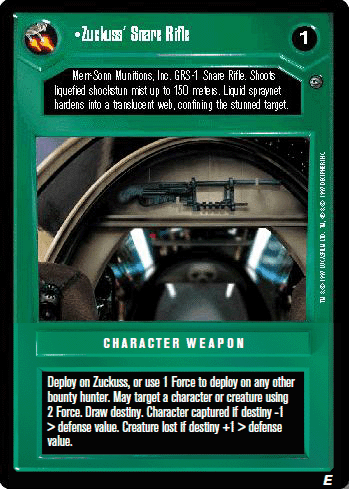 •Zuckuss' Snare Rifle
1
Merr-Sonn Munitions, Inc. GRS-1 Snare Rifle. Shoots
liquefied shockstun mist up to 150 meters. Liquid spraynet
hardens into a translucent web, confining the stunned target.
CHARACTER WEAPON
Deploy on Zuckuss, or use 1 Force to deploy on any other
bounty hunter. May target a character or creature using
2 Force. Draw destiny. Character captured if destiny -1
> defense value. Creature lost if destiny +1 > defense
value.
E